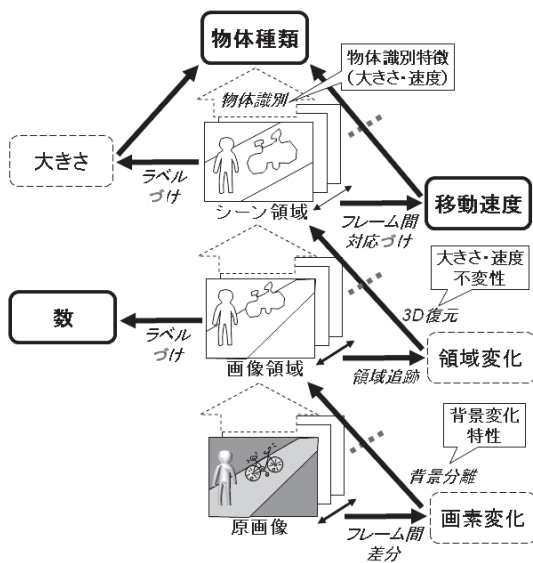 物体種類
物体識別特徴
(大きさ・速度)
物体識別
大きさ
ラベル
づけ
シーン領域
フレーム間
対応づけ
移動速度
大きさ・速度
不変性
3D復元
数
ラベル
づけ
画像領域
領域追跡
領域変化
背景変化
特性
背景分離
原画像
フレーム間
差分
画素変化